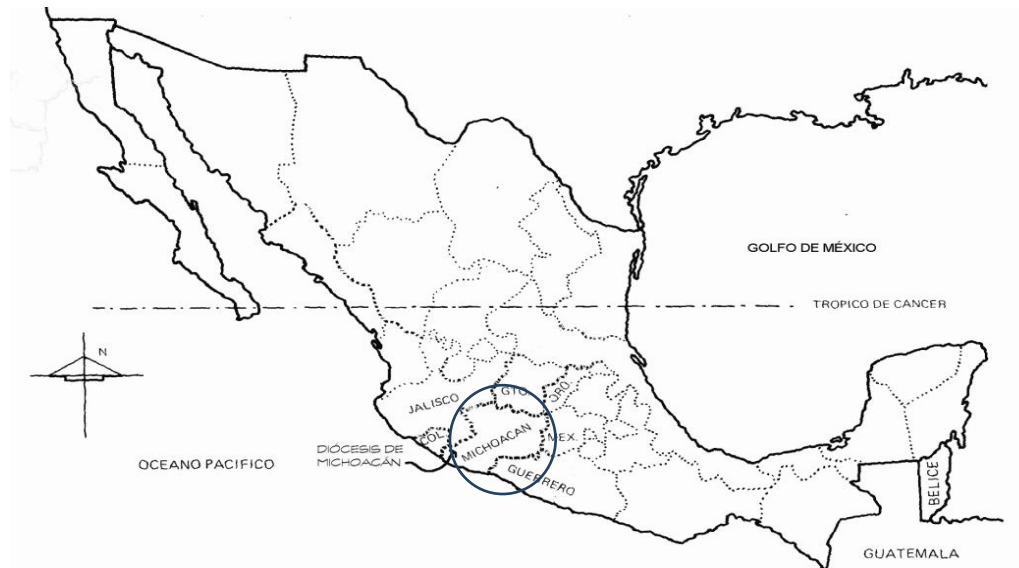 GOLFO DE MÉXICO
TROPICO DE CANCER
N
JALISCO
GTO.
QRO.
COL.
MICHOACAN
MEX.
DIÓCESIS DE
MICHOACÁN
OCEANO PACIFICO
GUERRERO
BELICE
GUATEMALA